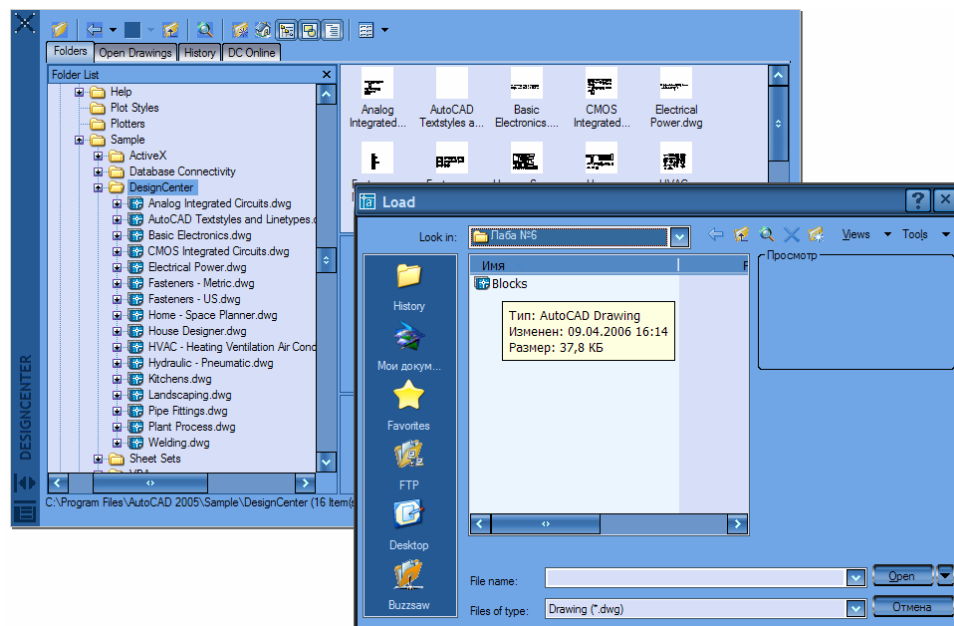 Folders Open Drawings History DC Online
Folder List
Help
Plot Styles
Plotters
Sample
ActiveX
Database Connectivity
DesignCenter
Analog Integrated Circuits.dwg
AutoCAD Textstyles and Linetypes.
Basic Electronics.dwg
CMOS Integrated Circuits.dwg
Electrical Power.dwg
Fasteners - Metric.dwg
Fasteners - US.dwg
Home - Space Planner.dwg
House Designer.dwg
HVAC - Heating Ventilation Air Cond
Hydraulic - Pneumatic.dwg
Kitchens.dwg
Landscaping.dwg
Pipe Fittings.dwg
Plant Process.dwg
Welding.dwg
Sheet Sets
DESIGNCENTER
C:\Program Files\AutoCAD 2005\Sample\DesignCenter (16 Item(s
Analog Integrated...
AutoCAD Textstyles a...
Basic Electronics....
CMOS Integrated...
Electrical Power.dwg
Load
Look in: Лаба №6
Views Tools
History
Мои докум...
Favorites
FTP
Desktop
Buzzsaw
Имя
Blocks
Тип: AutoCAD Drawing
Изменен: 09.04.2006 16:14
Размер: 37,8 КБ
Просмотр
File name:
Open
Files of type: Drawing (*.dwg)
Отмена